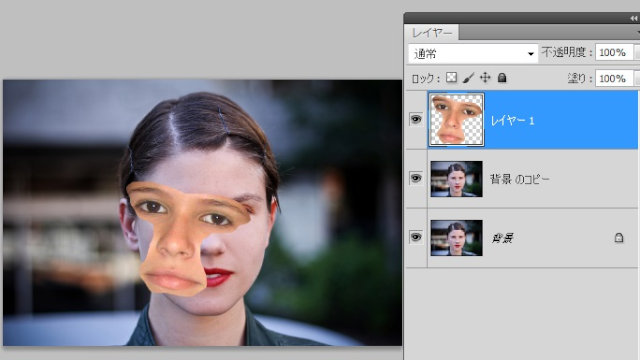 レイヤー
通常
不透明度： 100%
ロック： 塗り： 100%
レイヤー 1
背景 のコピー
背景